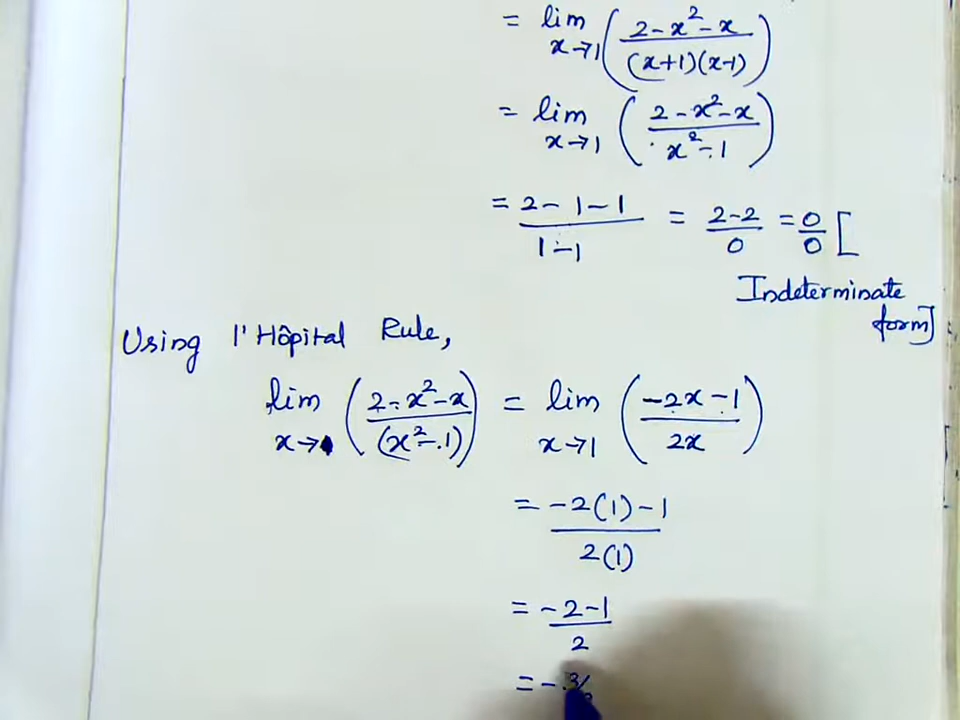 = lim x→1 ( (2-x²-x) / ((x+1)(x-1)) )
= lim x→1 ( (2-x²-x) / (x²-1) )
= (2-1-1) / (1-1) = (2-2) / 0 = 0/0 [
Indeterminate
form]
Using l'Hôpital Rule,
lim x→1 ( (2-x²-x) / (x²-1) ) = lim x→1 ( (-2x-1) / 2x )
= (-2(1)-1) / 2(1)
= (-2-1) / 2
= -3/